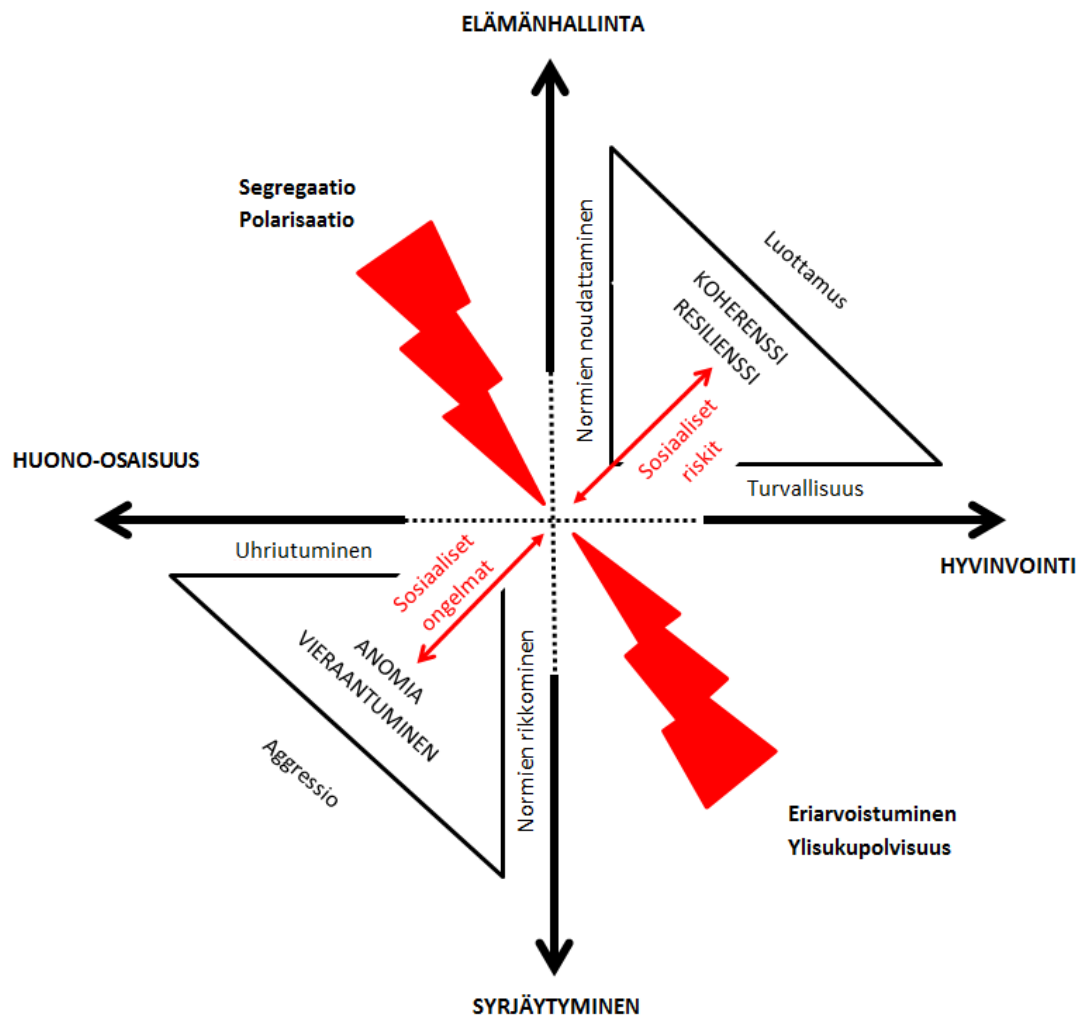 ELÄMÄNHALLINTA
Segregaatio
Polarisaatio
Normien noudattaminen
Luottamus
KOHERENSSI
RESILIENSSI
Sosiaaliset
riskit
HUONO-OSAISUUS
Turvallisuus
Uhriutuminen
HYVINVOINTI
Sosiaaliset
ongelmat
ANOMIA
VIERAANTUMINEN
Normien rikkominen
Aggressio
Eriarvoistuminen
Ylisukupolvisuus
SYRJÄYTYMINEN